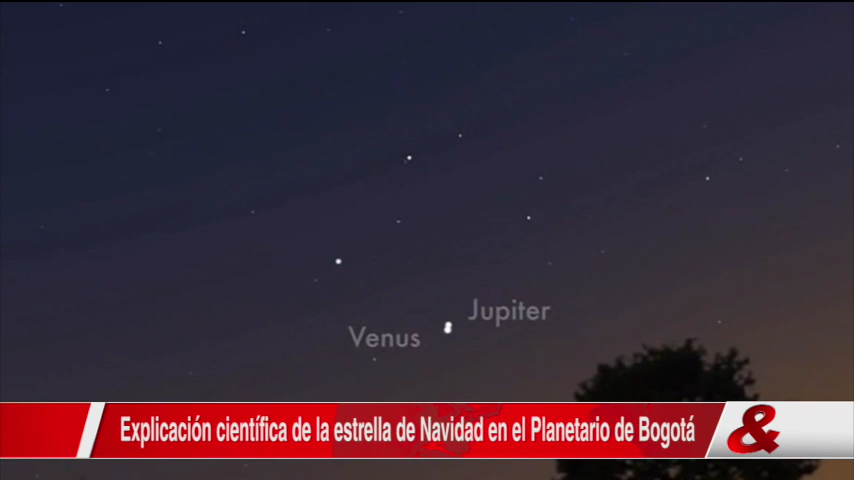 Jupiter
Venus
Explicación científica de la estrella de Navidad en el Planetario de Bogotá
&